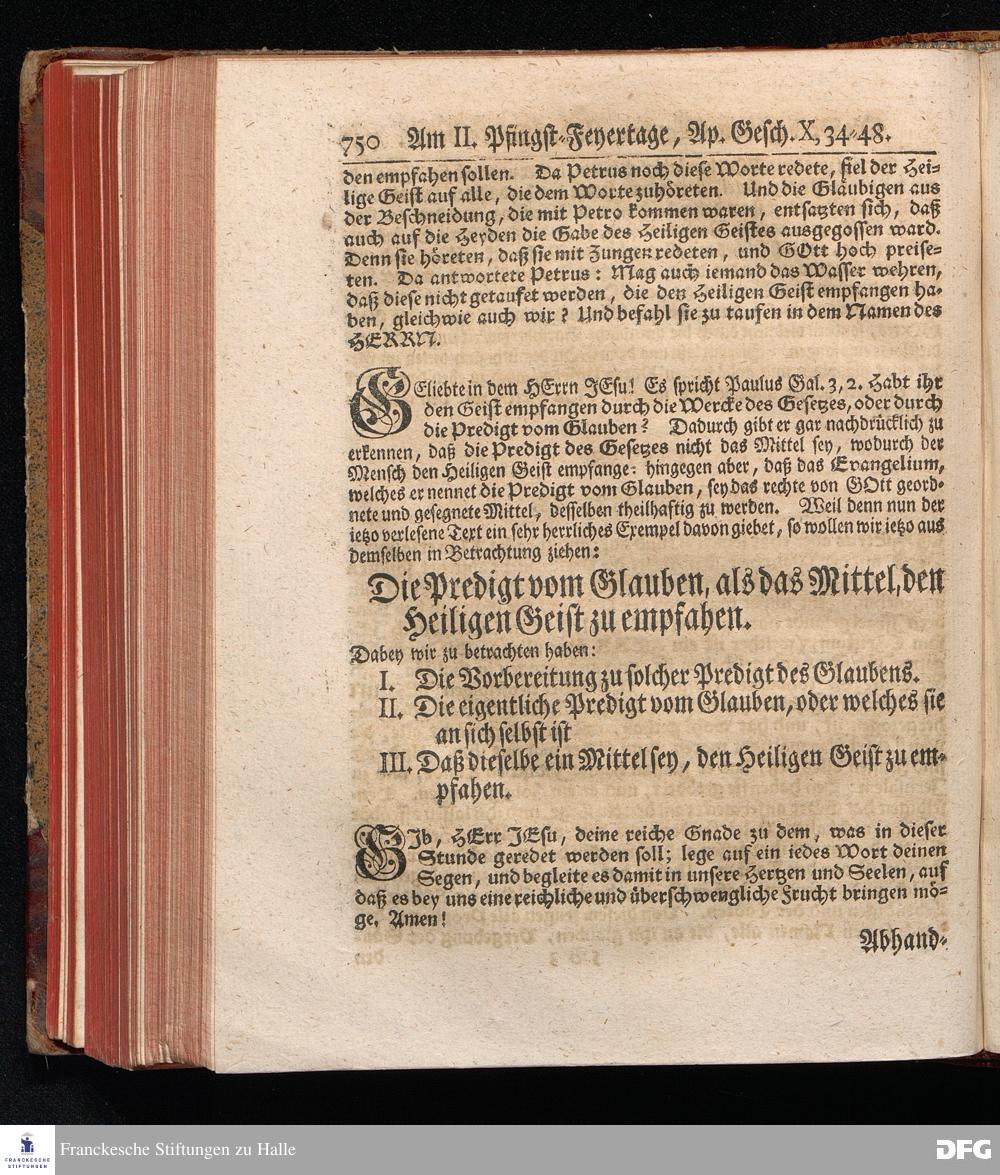 750 Am II. Pfingst-Feyertage, Ap. Gesch. X, 34-48.
den empfahen sollen. Da Petrus noch diese Worte redete, fiel der Hei-
lige Geist auf alle, die dem Worte zuhöreten. Und die Gläubigen aus
der Beschneidung, die mit Petro kommen waren, entsatzten sich, daß
auch auf die Heyden die Gabe des Heiligen Geistes ausgegossen ward.
Denn sie höreten, daß sie mit Zungen redeten, und GOtt hoch preise-
ten. Da antwortete Petrus: Mag auch iemand das Wasser wehren,
daß diese nicht getaufet werden, die den Heiligen Geist empfangen ha-
ben, gleichwie auch wir? Und befahl sie zu taufen in dem Namen des
HERRN.
GEliebte in dem HErrn JEsu! Es spricht Paulus Gal. 3, 2. Habt ihr
den Geist empfangen durch die Wercke des Gesetzes, oder durch
die Predigt vom Glauben? Dadurch gibt er gar nachdrücklich zu
erkennen, daß die Predigt des Gesetzes nicht das Mittel sey, wodurch der
Mensch den Heiligen Geist empfange: hingegen aber, daß das Evangelium,
welches er nennet die Predigt vom Glauben, sey das rechte von GOtt geord-
nete und gesegnete Mittel, desselben theilhaftig zu werden. Weil denn nun der
ietzo verlesene Text ein sehr herrliches Exempel davon giebet, so wollen wir ietzo aus
demselben in Betrachtung ziehen:
Die Predigt vom Glauben, als das Mittel, den
Heiligen Geist zu empfahen.
Dabey wir zu betrachten haben:
I. Die Vorbereitung zu solcher Predigt des Glaubens.
II. Die eigentliche Predigt vom Glauben, oder welches sie
an sich selbst ist
III. Daß dieselbe ein Mittel sey, den Heiligen Geist zu em-
pfahen.
GIb, HErr JEsu, deine reiche Gnade zu dem, was in dieser
Stunde geredet werden soll; lege auf ein iedes Wort deinen
Segen, und begleite es damit in unsere Hertzen und Seelen, auf
daß es bey uns eine reichliche und überschwengliche Frucht bringen mö-
ge. Amen!
Abhand-
FRANCKESCHE
STIFTUNGEN
Franckesche Stiftungen zu Halle
DFG